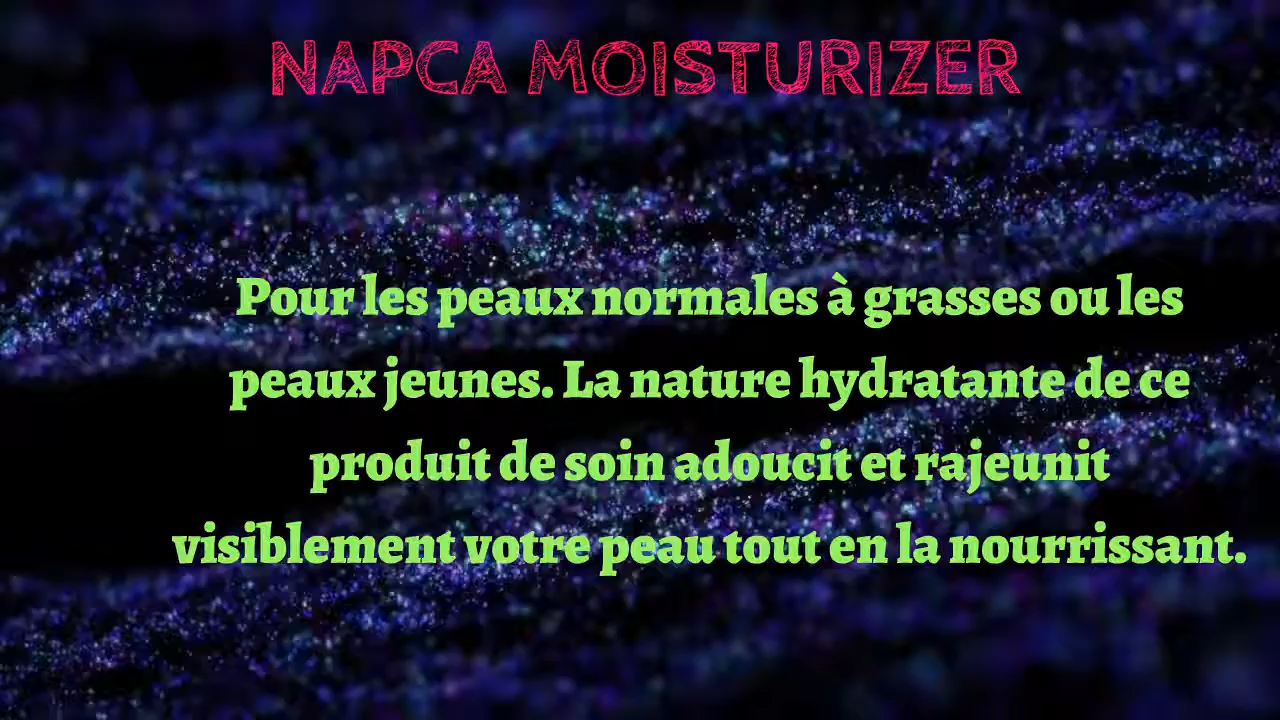 NAPCA MOISTURIZER
Pour les peaux normales à grasses ou les
peaux jeunes. La nature hydratante de ce
produit de soin adoucit et rajeunit
visiblement votre peau tout en la nourrissant.